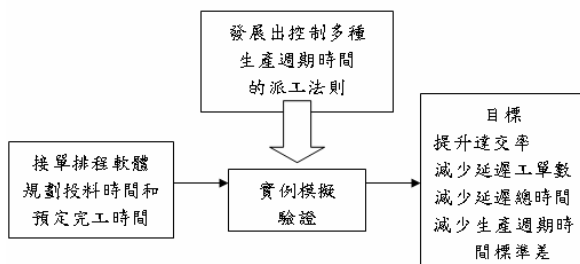 發展出控制多種
生產週期時間
的派工法則
接單排程軟體
規劃投料時間和
預定完工時間
實例模擬
驗證
目標
提升達交率
減少延遲工單數
減少延遲總時間
減少生產週期時
間標準差